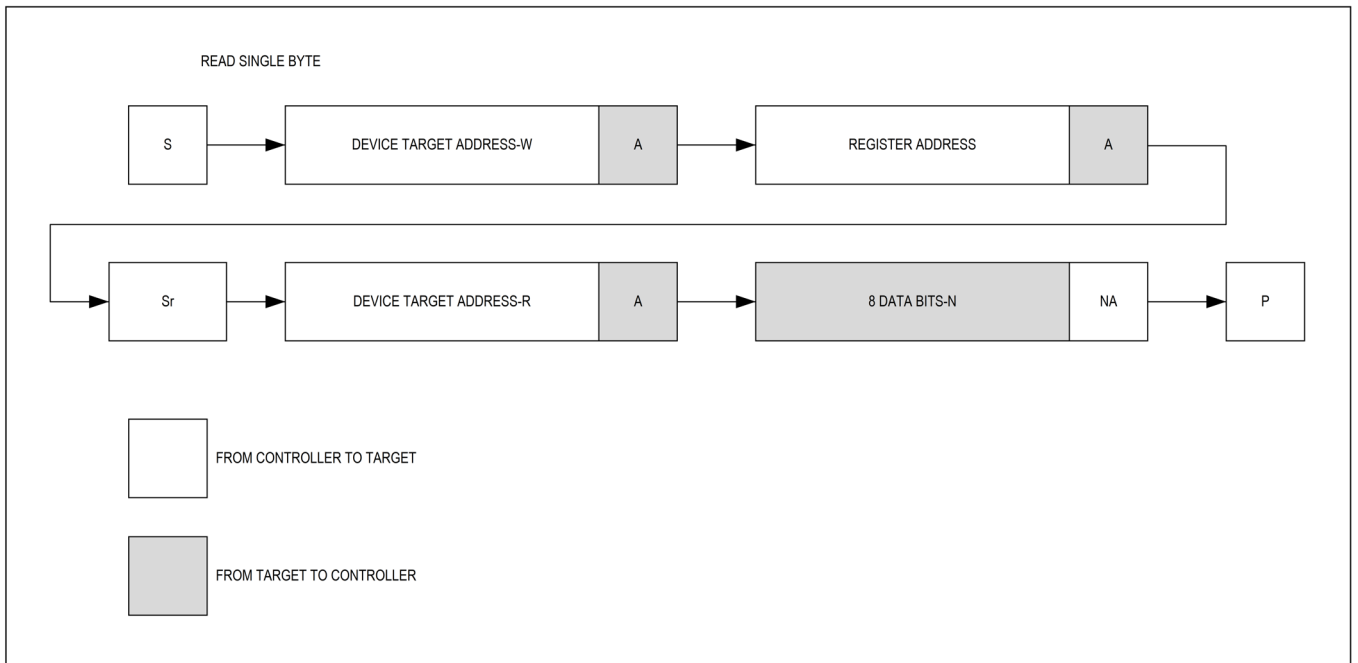 READ SINGLE BYTE
S DEVICE TARGET ADDRESS-W A REGISTER ADDRESS A
Sr DEVICE TARGET ADDRESS-R A 8 DATA BITS-N NA P
FROM CONTROLLER TO TARGET
FROM TARGET TO CONTROLLER